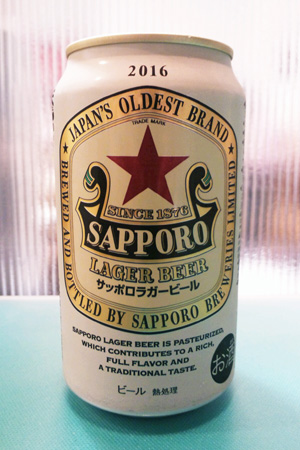 2016
JAPAN'S OLDEST BRAND
TRADE MARK
SINCE 1876
SAPPORO
LAGER BEER
サッポロラガービール
BREWED AND BOTTLED BY SAPPORO BREWERIES LIMITED
SAPPORO LAGER BEER IS PASTEURIZED,
WHICH CONTRIBUTES TO A RICH,
FULL FLAVOR AND
A TRADITIONAL TASTE.
お酒
ビール 熱処理